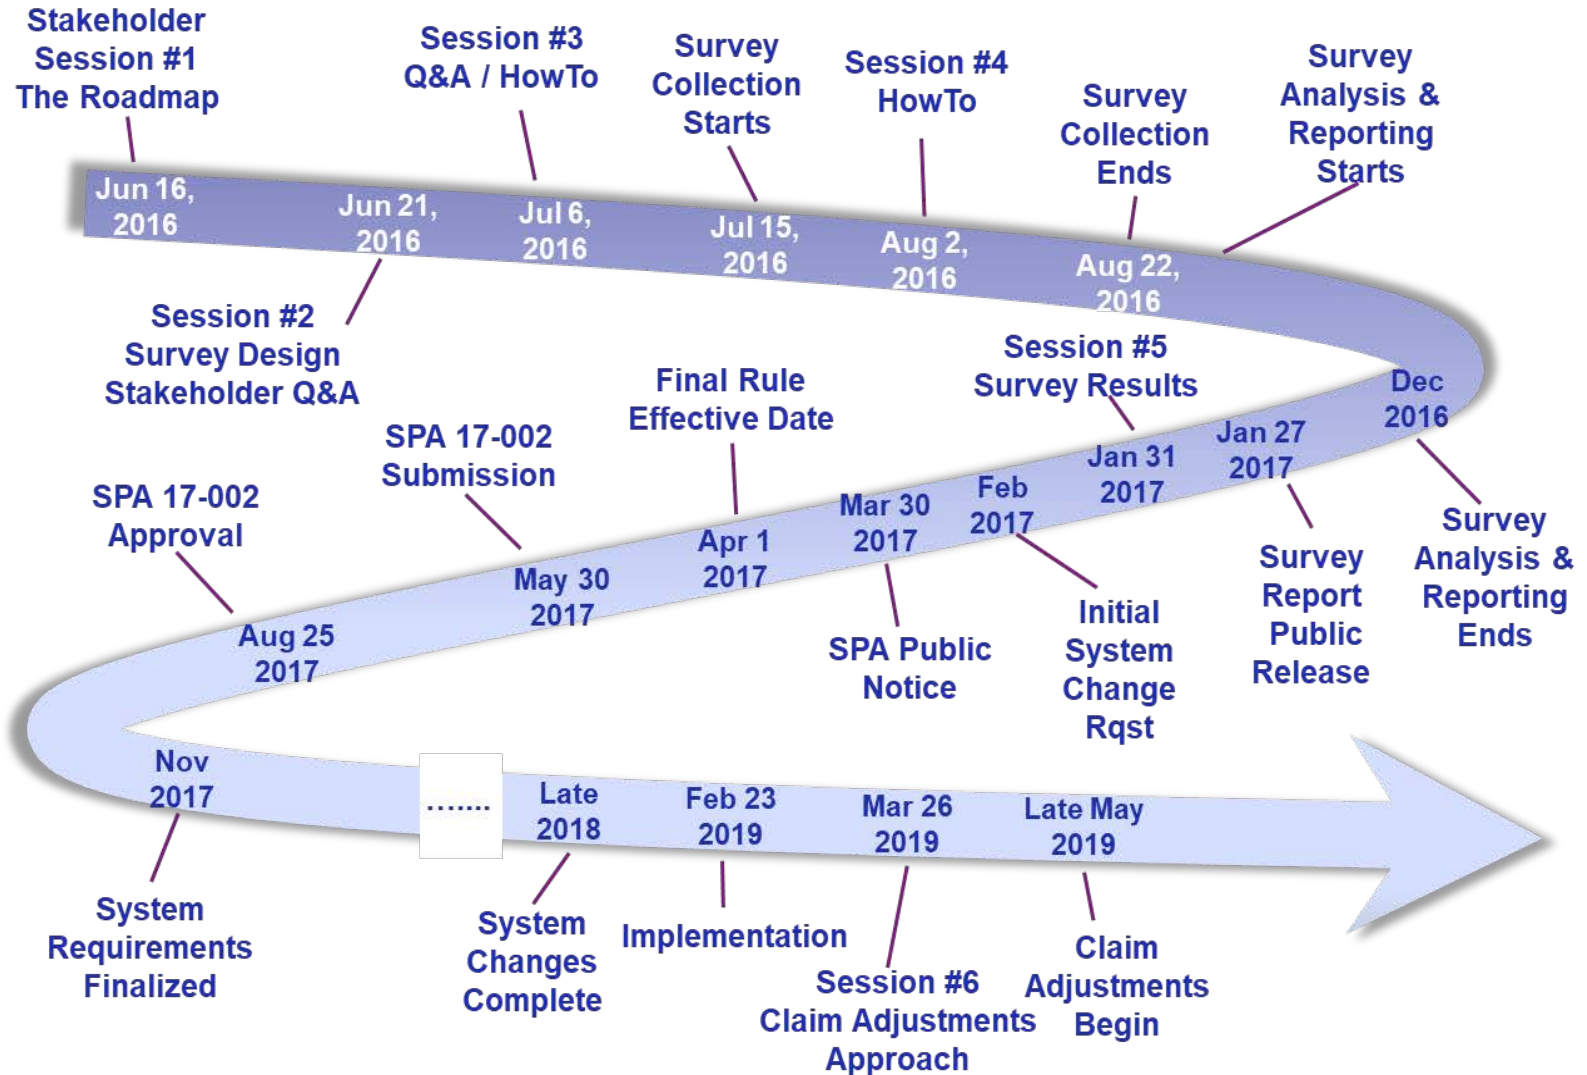 Stakeholder
Session #1
The Roadmap
Session #3
Q&A / HowTo
Survey
Collection
Starts
Session #4
HowTo
Survey
Collection
Ends
Survey
Analysis &
Reporting
Starts
Jun 16,
2016
Jun 21,
2016
Jul 6,
2016
Jul 15,
2016
Aug 2,
2016
Aug 22,
2016
Session #2
Survey Design
Stakeholder Q&A
Session #5
Survey Results
Dec
2016
Jan 27
2017
Jan 31
2017
Feb
2017
Mar 30
2017
Final Rule
Effective Date
Apr 1
2017
SPA 17-002
Submission
May 30
2017
SPA 17-002
Approval
Aug 25
2017
Survey
Analysis &
Reporting
Ends
Survey
Report
Public
Release
Initial
System
Change
Rqst
SPA Public
Notice
Nov
2017
.......
Late
2018
Feb 23
2019
Mar 26
2019
Late May
2019
System
Requirements
Finalized
System
Changes
Complete
Implementation
Session #6
Claim Adjustments
Approach
Claim
Adjustments
Begin